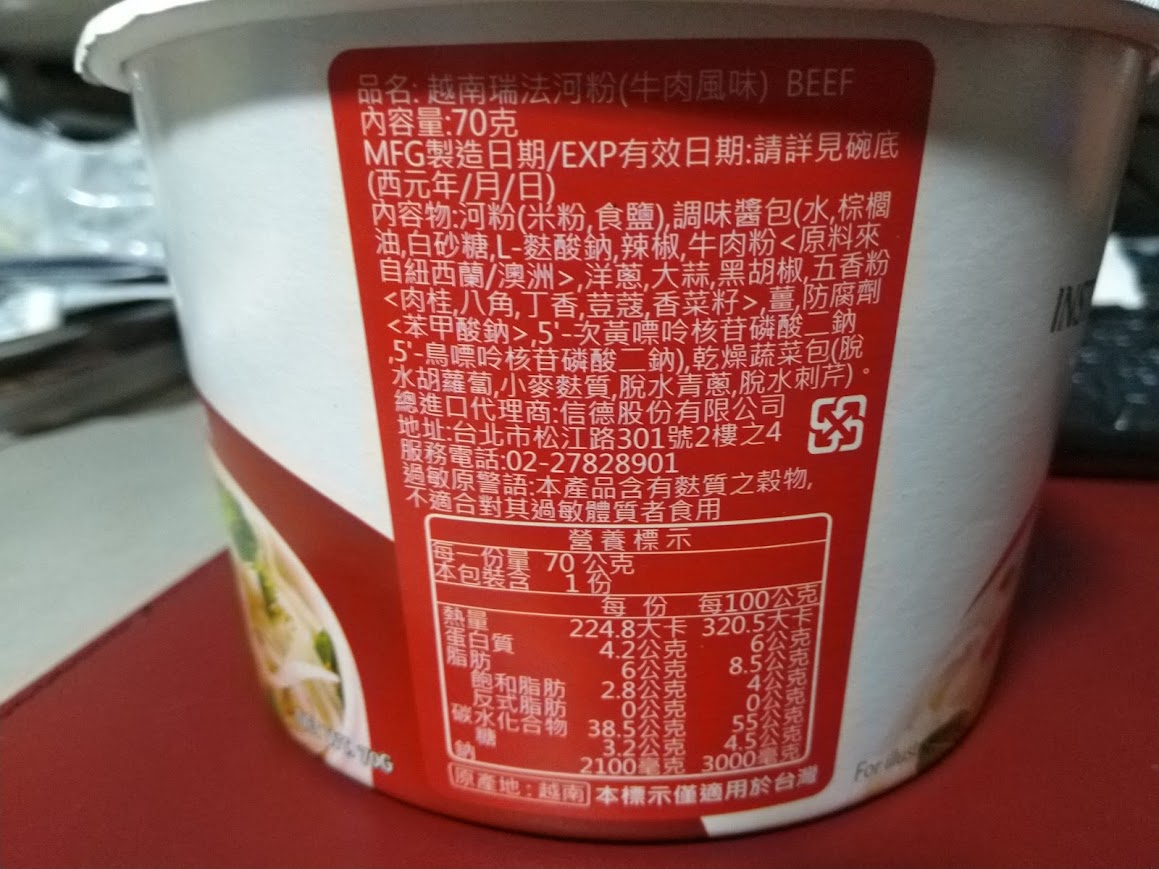 品名: 越南瑞法河粉(牛肉風味) BEEF
內容量:70克
MFG製造日期/EXP有效日期:請詳見碗底
(西元年/月/日)
內容物:河粉(米粉,食鹽),調味醬包(水,棕櫚
油,白砂糖,L-麩酸鈉,辣椒,牛肉粉<原料來
自紐西蘭/澳洲>,洋蔥,大蒜,黑胡椒,五香粉
<肉桂,八角,丁香,荳蔻,香菜籽>,薑,防腐劑
<苯甲酸鈉>,5'-次黃嘌呤核苷磷酸二鈉
,5'-鳥嘌呤核苷磷酸二鈉),乾燥蔬菜包(脫
水胡蘿蔔,小麥麩質,脫水青蔥,脫水刺芹)。
總進口代理商:信德股份有限公司
地址:台北市松江路301號2樓之4
服務電話:02-27828901
過敏原警語:本產品含有麩質之穀物,
不適合對其過敏體質者食用
營養標示
每一份量 70 公克
本包裝含 1 份
每 份 每100公克
熱量 224.8大卡 320.5大卡
蛋白質 4.2公克 6公克
脂肪 6公克 8.5公克
飽和脂肪 2.8公克 4公克
反式脂肪 0公克 0公克
碳水化合物 38.5公克 55公克
糖 3.2公克 4.5公克
鈉 2100毫克 3000毫克
原產地:越南 本標示僅適用於台灣
INS
For illus